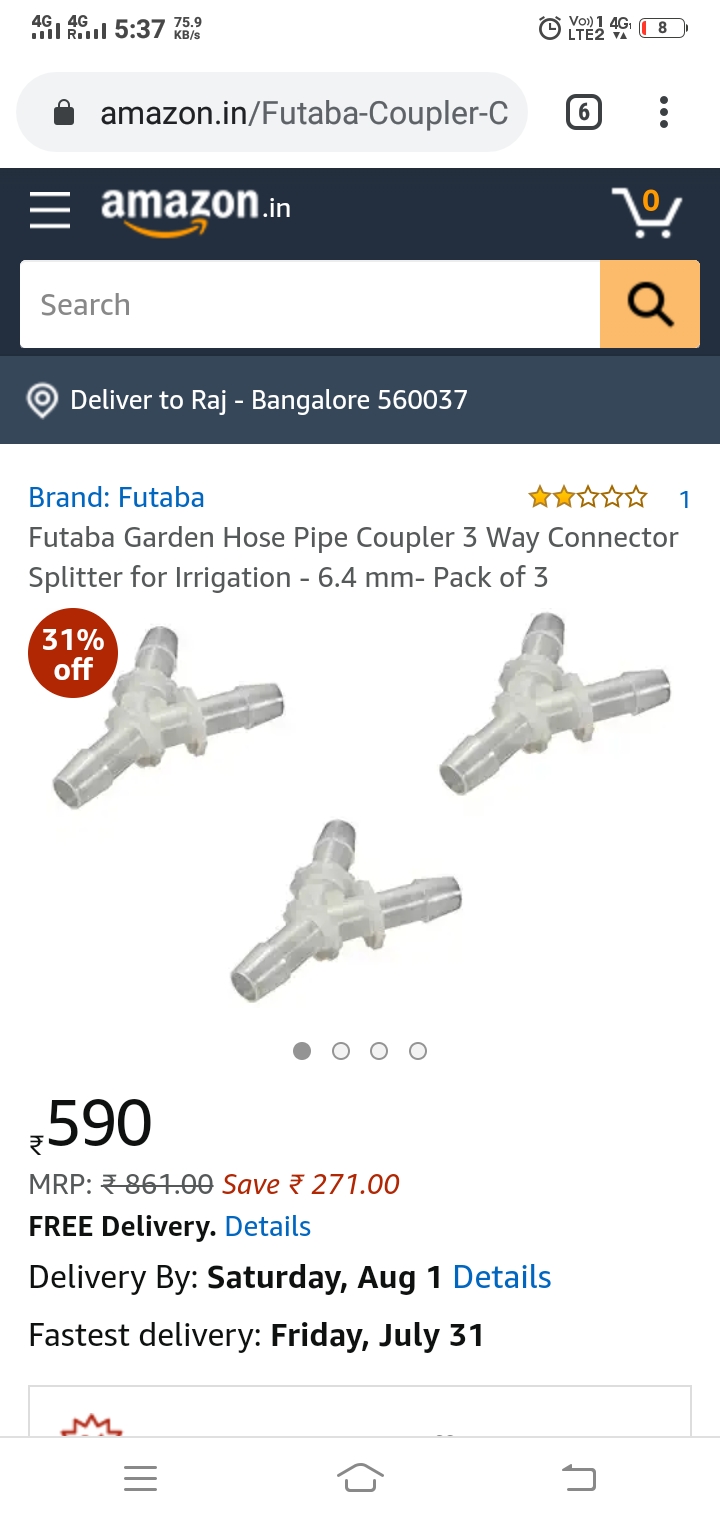 4G 4G R 5:37 75.9 KB/s Vo)) 1 LTE2 4G 8
amazon.in/Futaba-Coupler-C 6
amazon.in 0
Search
Deliver to Raj - Bangalore 560037
Brand: Futaba 1
Futaba Garden Hose Pipe Coupler 3 Way Connector
Splitter for Irrigation - 6.4 mm- Pack of 3
31%
off
₹590
MRP: ₹ 861.00 Save ₹ 271.00
FREE Delivery. Details
Delivery By: Saturday, Aug 1 Details
Fastest delivery: Friday, July 31